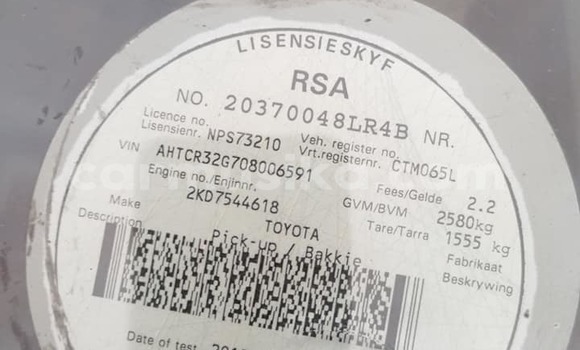 LISENSIESKYF
RSA
NO. 20370048LR4B NR.
Licence no. Veh. register no.
Lisensienr. NPS73210 Vrt.registernr. CTM065L
VIN AHTCR32G708006591 Fees/Gelde 2.2
Engine no./Enjinnr. GVM/BVM 2580kg
2KD7544618 Tare/Tarra 1555 kg
Make TOYOTA Fabrikaat
Description Pick-up / Bakkie Beskrywing
Date of test